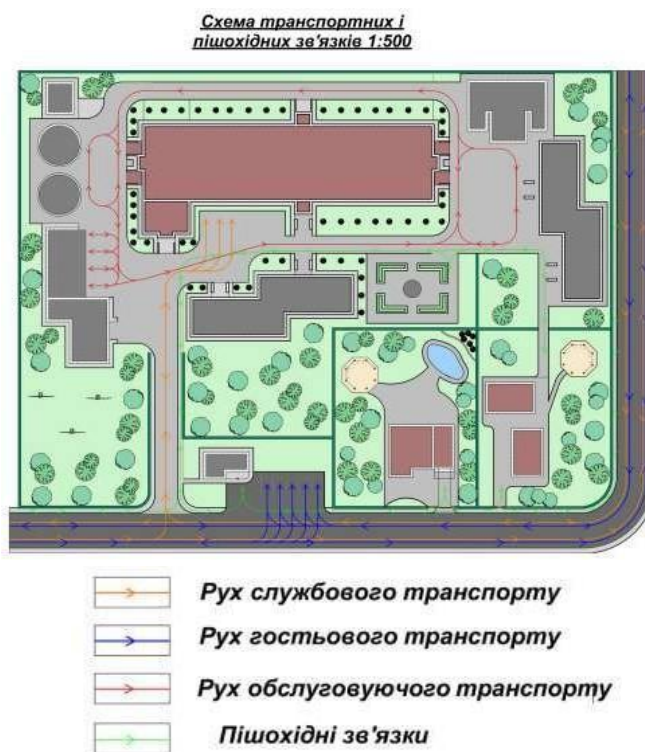 Схема транспортних і
пішохідних зв'язків 1:500
Рух службового транспорту
Рух гостьового транспорту
Рух обслуговуючого транспорту
Пішохідні зв'язки